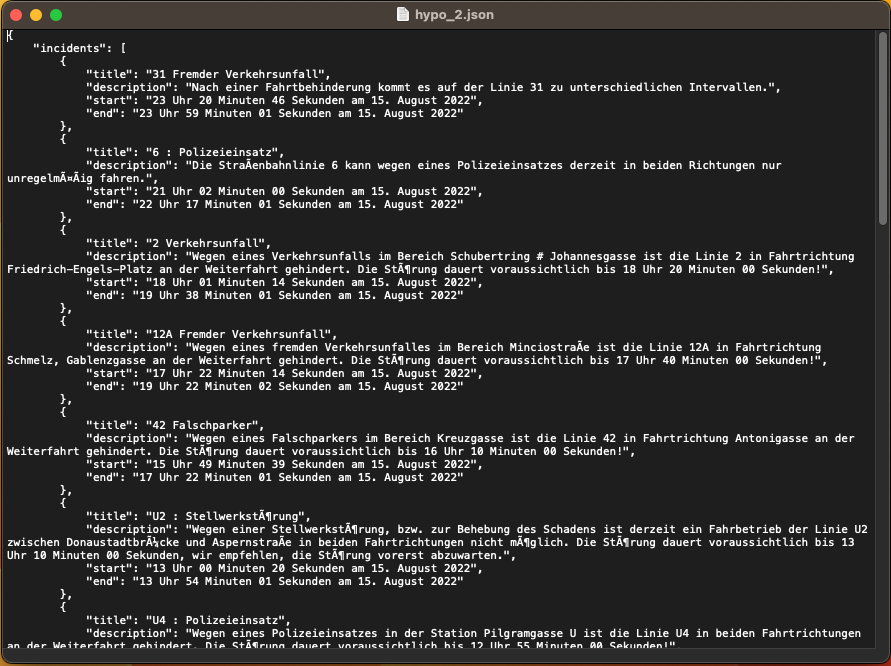 hypo_2.json
{
"incidents": [
{
"title": "31 Fremder Verkehrsunfall",
"description": "Nach einer Fahrtbehinderung kommt es auf der Linie 31 zu unterschiedlichen Intervallen.",
"start": "23 Uhr 20 Minuten 46 Sekunden am 15. August 2022",
"end": "23 Uhr 59 Minuten 01 Sekunden am 15. August 2022"
},
{
"title": "6 : Polizeieinsatz",
"description": "Die StraÃenbahnlinie 6 kann wegen eines Polizeieinsatzes derzeit in beiden Richtungen nur
unregelmÃ¤Ãig fahren.",
"start": "21 Uhr 02 Minuten 00 Sekunden am 15. August 2022",
"end": "22 Uhr 17 Minuten 01 Sekunden am 15. August 2022"
},
{
"title": "2 Verkehrsunfall",
"description": "Wegen eines Verkehrsunfalls im Bereich Schubertring # Johannesgasse ist die Linie 2 in Fahrtrichtung
Friedrich-Engels-Platz an der Weiterfahrt gehindert. Die StÃ¶rung dauert voraussichtlich bis 18 Uhr 20 Minuten 00 Sekunden!",
"start": "18 Uhr 01 Minuten 14 Sekunden am 15. August 2022",
"end": "19 Uhr 38 Minuten 01 Sekunden am 15. August 2022"
},
{
"title": "12A Fremder Verkehrsunfall",
"description": "Wegen eines fremden Verkehrsunfalles im Bereich MinciostraÃe ist die Linie 12A in Fahrtrichtung
Schmelz, Gablenzgasse an der Weiterfahrt gehindert. Die StÃ¶rung dauert voraussichtlich bis 17 Uhr 40 Minuten 00 Sekunden!",
"start": "17 Uhr 22 Minuten 14 Sekunden am 15. August 2022",
"end": "19 Uhr 22 Minuten 02 Sekunden am 15. August 2022"
},
{
"title": "42 Falschparker",
"description": "Wegen eines Falschparkers im Bereich Kreuzgasse ist die Linie 42 in Fahrtrichtung Antonigasse an der
Weiterfahrt gehindert. Die StÃ¶rung dauert voraussichtlich bis 16 Uhr 10 Minuten 00 Sekunden!",
"start": "15 Uhr 49 Minuten 39 Sekunden am 15. August 2022",
"end": "17 Uhr 22 Minuten 01 Sekunden am 15. August 2022"
},
{
"title": "U2 : StellwerkstÃ¶rung",
"description": "Wegen einer StellwerkstÃ¶rung, bzw. zur Behebung des Schadens ist derzeit ein Fahrbetrieb der Linie U2
zwischen DonaustadtbrÃ¼cke und AspernstraÃe in beiden Fahrtrichtungen nicht mÃ¶glich. Die StÃ¶rung dauert voraussichtlich bis 13
Uhr 10 Minuten 00 Sekunden, wir empfehlen, die StÃ¶rung vorerst abzuwarten.",
"start": "13 Uhr 00 Minuten 20 Sekunden am 15. August 2022",
"end": "13 Uhr 54 Minuten 01 Sekunden am 15. August 2022"
},
{
"title": "U4 : Polizeieinsatz",
"description": "Wegen eines Polizeieinsatzes in der Station Pilgramgasse U ist die Linie U4 in beiden Fahrtrichtungen
an der Weiterfahrt gehindert. Die StÃ¶rung dauert voraussichtlich bis 12 Uhr 55 Minuten 00 Sekunden!",